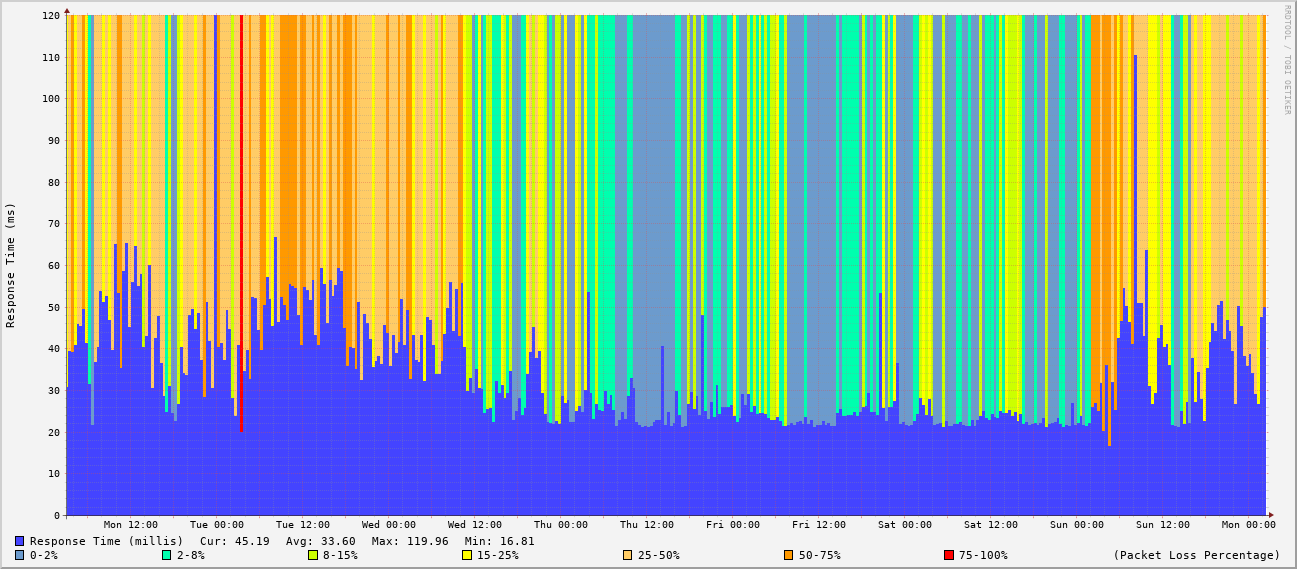 RRDTOOL / TOBI OETIKER
Response Time (ms)
120
110
100
90
80
70
60
50
40
30
20
10
0
Mon 12:00 Tue 00:00 Tue 12:00 Wed 00:00 Wed 12:00 Thu 00:00 Thu 12:00 Fri 00:00 Fri 12:00 Sat 00:00 Sat 12:00 Sun 00:00 Sun 12:00 Mon 00:00
Response Time (millis) Cur: 45.19 Avg: 33.60 Max: 119.96 Min: 16.81
0-2% 2-8% 8-15% 15-25% 25-50% 50-75% 75-100% (Packet Loss Percentage)